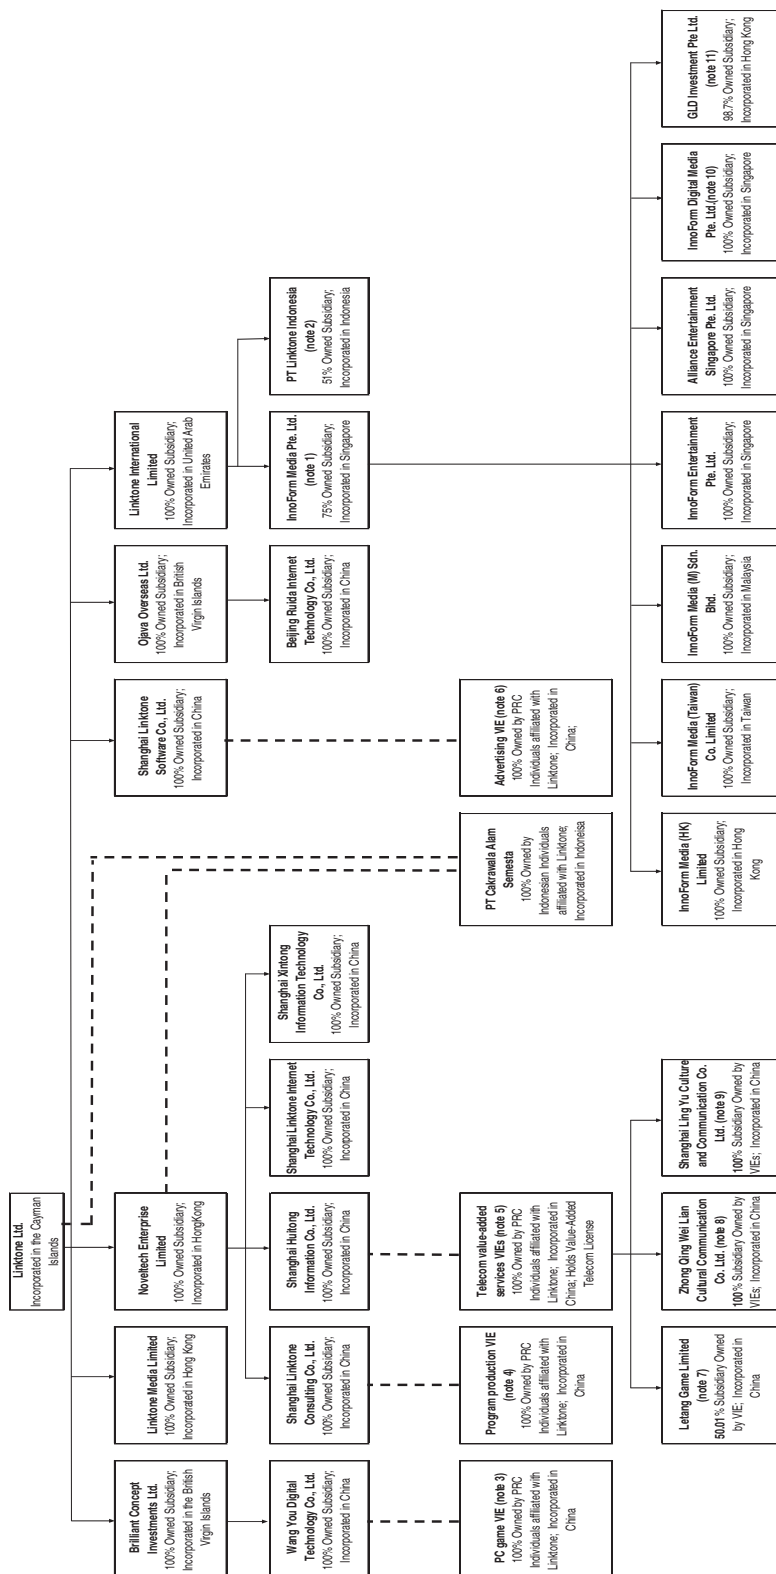 Linktone Ltd.
Incorporated in the Cayman
Islands
Brilliant Concept
Investments Ltd.
100% Owned Subsidiary;
Incorporated in the British
Virgin Islands
Linktone Media Limited
100% Owned Subsidiary;
Incorporated in Hong Kong
Noveltech Enterprise
Limited
100% Owned Subsidiary;
Incorporated in HongKong
Shanghai Linktone
Software Co., Ltd.
100% Owned Subsidiary;
Incorporated in China
Ojava Overseas Ltd.
100% Owned Subsidiary;
Incorporated in British
Virgin Islands
Linktone International
Limited
100% Owned Subsidiary;
Incorporated in United Arab
Emirates
Wang You Digital
Technology Co., Ltd.
100% Owned Subsidiary;
Incorporated in China
Shanghai Linktone
Consulting Co., Ltd.
100% Owned Subsidiary;
Incorporated in China
Shanghai Huitong
Information Co., Ltd.
100% Owned Subsidiary;
Incorporated in China
Shanghai Linktone Internet
Technology Co., Ltd.
100% Owned Subsidiary;
Incorporated in China
Shanghai Xintong
Information Technology
Co., Ltd.
100% Owned Subsidiary;
Incorporated in China
Beijing Ruida Internet
Technology Co., Ltd.
100% Owned Subsidiary;
Incorporated in China
InnoForm Media Pte. Ltd.
(note 1)
75% Owned Subsidiary;
Incorporated in Singapore
PT Linktone Indonesia
(note 2)
51% Owned Subsidiary;
Incorporated in Indonesia
PC game VIE (note 3)
100% Owned by PRC
Individuals affiliated with
Linktone; Incorporated in
China
Program production VIE
(note 4)
100% Owned by PRC
Individuals affiliated with
Linktone; Incorporated in
China
Telecom value-added
services VIEs (note 5)
100% Owned by PRC
Individuals affiliated with
Linktone; Incorporated in
China; Holds Value-Added
Telecom License
PT Cakrawala Alam
Semesta
100% Owned by
Indonesian Individuals
affiliated with Linktone;
Incorporated in Indoneisa
Advertising VIE (note 6)
100% Owned by PRC
Individuals affiliated with
Linktone; Incorporated in
China;
Letang Game Limited
(note 7)
50.01% Subsidiary Owned
by VIE; Incorporated in
China
Zhong Qing Wei Lian
Cultural Communication
Co. Ltd. (note 8)
100% Subsidiary Owned by
VIEs; Incorporated in China
Shanghai Ling Yu Culture
and Communication Co.
Ltd. (note 9)
100% Subsidiary Owned by
VIEs; Incorporated in China
InnoForm Media (HK)
Limited
100% Owned Subsidiary;
Incorporated in Hong
Kong
InnoForm Media (Taiwan)
Co. Limited
100% Owned Subsidiary;
Incorporated in Taiwan
InnoForm Media (M) Sdn.
Bhd.
100% Owned Subsidiary;
Incorporated in Malaysia
InnoForm Entertainment
Pte. Ltd.
100% Owned Subsidiary;
Incorporated in Singapore
Alliance Entertainment
Singapore Pte. Ltd.
100% Owned Subsidiary;
Incorporated in Singapore
InnoForm Digital Media
Pte. Ltd.(note 10)
100% Owned Subsidiary;
Incorporated in Singapore
GLD Investment Pte Ltd.
(note 11)
98.7% Owned Subsidiary;
Incorporated in Hong Kong